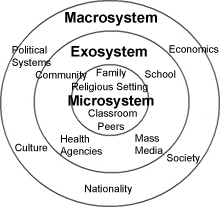 Macrosystem
Political
Systems
Exosystem
Economics
Community
Family
School
Religious Setting
Microsystem
Classroom
Peers
Health
Agencies
Mass
Media
Culture
Society
Nationality